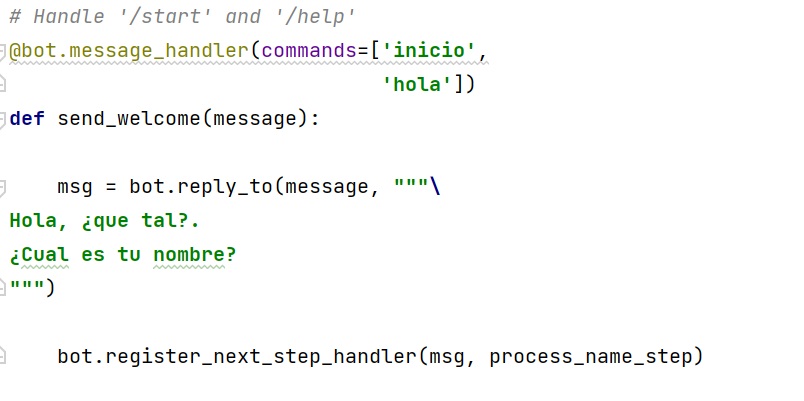 # Handle '/start' and '/help'
@bot.message_handler(commands=['inicio',
                               'hola'])
def send_welcome(message):
    msg = bot.reply_to(message, """\
Hola, ¿que tal?.
¿Cual es tu nombre?
""")
    bot.register_next_step_handler(msg, process_name_step)